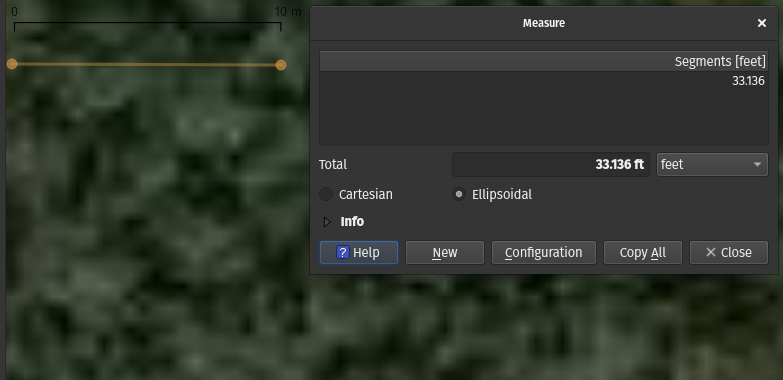 0 10 m
Measure
Segments [feet]
33.136
Total 33.136 ft feet
Cartesian Ellipsoidal
Info
? Help New Configuration Copy All Close